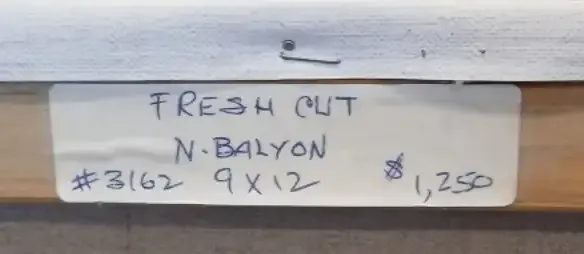 FRESH CUT
N. BALYON
#3162 9 X 12 $1,250